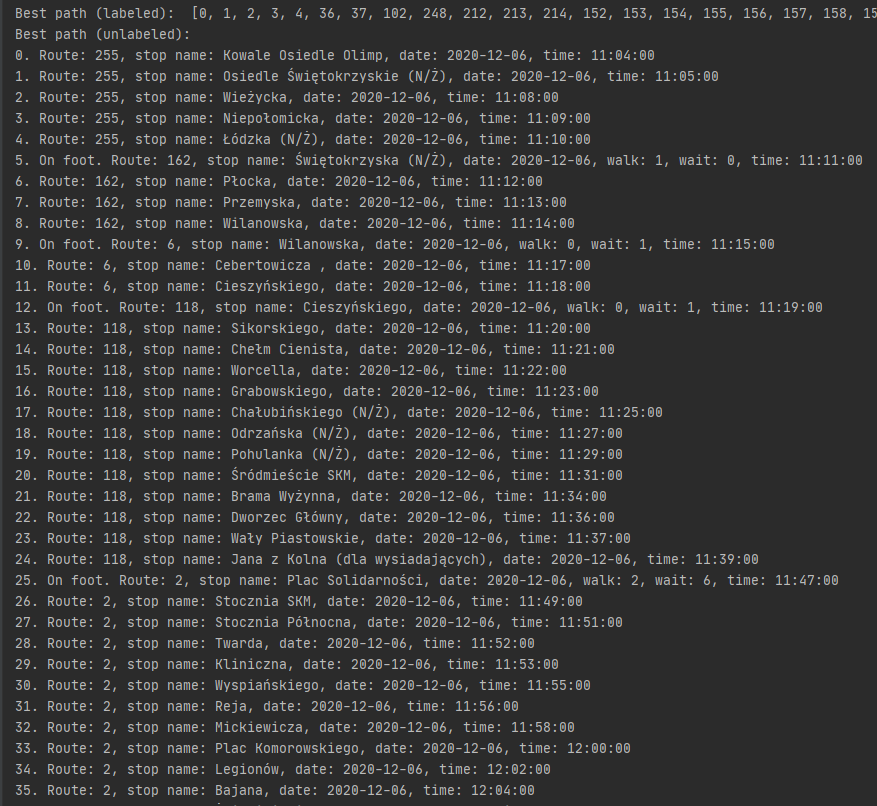 Best path (labeled):  [0, 1, 2, 3, 4, 36, 37, 102, 248, 212, 213, 214, 152, 153, 154, 155, 156, 157, 158, 15
Best path (unlabeled):
0. Route: 255, stop name: Kowale Osiedle Olimp, date: 2020-12-06, time: 11:04:00
1. Route: 255, stop name: Osiedle Świętokrzyskie (N/Ż), date: 2020-12-06, time: 11:05:00
2. Route: 255, stop name: Wieżycka, date: 2020-12-06, time: 11:08:00
3. Route: 255, stop name: Niepołomicka, date: 2020-12-06, time: 11:09:00
4. Route: 255, stop name: Łódzka (N/Ż), date: 2020-12-06, time: 11:10:00
5. On foot. Route: 162, stop name: Świętokrzyska (N/Ż), date: 2020-12-06, walk: 1, wait: 0, time: 11:11:00
6. Route: 162, stop name: Płocka, date: 2020-12-06, time: 11:12:00
7. Route: 162, stop name: Przemyska, date: 2020-12-06, time: 11:13:00
8. Route: 162, stop name: Wilanowska, date: 2020-12-06, time: 11:14:00
9. On foot. Route: 6, stop name: Wilanowska, date: 2020-12-06, walk: 0, wait: 1, time: 11:15:00
10. Route: 6, stop name: Cebertowicza , date: 2020-12-06, time: 11:17:00
11. Route: 6, stop name: Cieszyńskiego, date: 2020-12-06, time: 11:18:00
12. On foot. Route: 118, stop name: Cieszyńskiego, date: 2020-12-06, walk: 0, wait: 1, time: 11:19:00
13. Route: 118, stop name: Sikorskiego, date: 2020-12-06, time: 11:20:00
14. Route: 118, stop name: Chełm Cienista, date: 2020-12-06, time: 11:21:00
15. Route: 118, stop name: Worcella, date: 2020-12-06, time: 11:22:00
16. Route: 118, stop name: Grabowskiego, date: 2020-12-06, time: 11:23:00
17. Route: 118, stop name: Chałubińskiego (N/Ż), date: 2020-12-06, time: 11:25:00
18. Route: 118, stop name: Odrzańska (N/Ż), date: 2020-12-06, time: 11:27:00
19. Route: 118, stop name: Pohulanka (N/Ż), date: 2020-12-06, time: 11:29:00
20. Route: 118, stop name: Śródmieście SKM, date: 2020-12-06, time: 11:31:00
21. Route: 118, stop name: Brama Wyżynna, date: 2020-12-06, time: 11:34:00
22. Route: 118, stop name: Dworzec Główny, date: 2020-12-06, time: 11:36:00
23. Route: 118, stop name: Wały Piastowskie, date: 2020-12-06, time: 11:37:00
24. Route: 118, stop name: Jana z Kolna (dla wysiadających), date: 2020-12-06, time: 11:39:00
25. On foot. Route: 2, stop name: Plac Solidarności, date: 2020-12-06, walk: 2, wait: 6, time: 11:47:00
26. Route: 2, stop name: Stocznia SKM, date: 2020-12-06, time: 11:49:00
27. Route: 2, stop name: Stocznia Północna, date: 2020-12-06, time: 11:51:00
28. Route: 2, stop name: Twarda, date: 2020-12-06, time: 11:52:00
29. Route: 2, stop name: Kliniczna, date: 2020-12-06, time: 11:53:00
30. Route: 2, stop name: Wyspiańskiego, date: 2020-12-06, time: 11:55:00
31. Route: 2, stop name: Reja, date: 2020-12-06, time: 11:56:00
32. Route: 2, stop name: Mickiewicza, date: 2020-12-06, time: 11:58:00
33. Route: 2, stop name: Plac Komorowskiego, date: 2020-12-06, time: 12:00:00
34. Route: 2, stop name: Legionów, date: 2020-12-06, time: 12:02:00
35. Route: 2, stop name: Bajana, date: 2020-12-06, time: 12:04:00